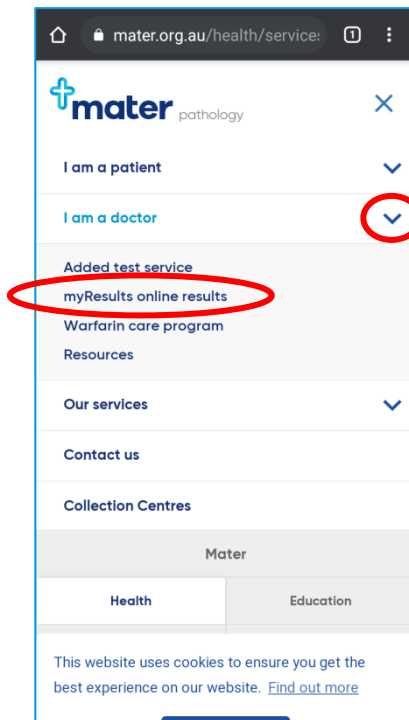 mater.org.au/health/service: 1
mater pathology
I am a patient
I am a doctor
Added test service
myResults online results
Warfarin care program
Resources
Our services
Contact us
Collection Centres
Mater
Health Education
This website uses cookies to ensure you get the
best experience on our website. Find out more